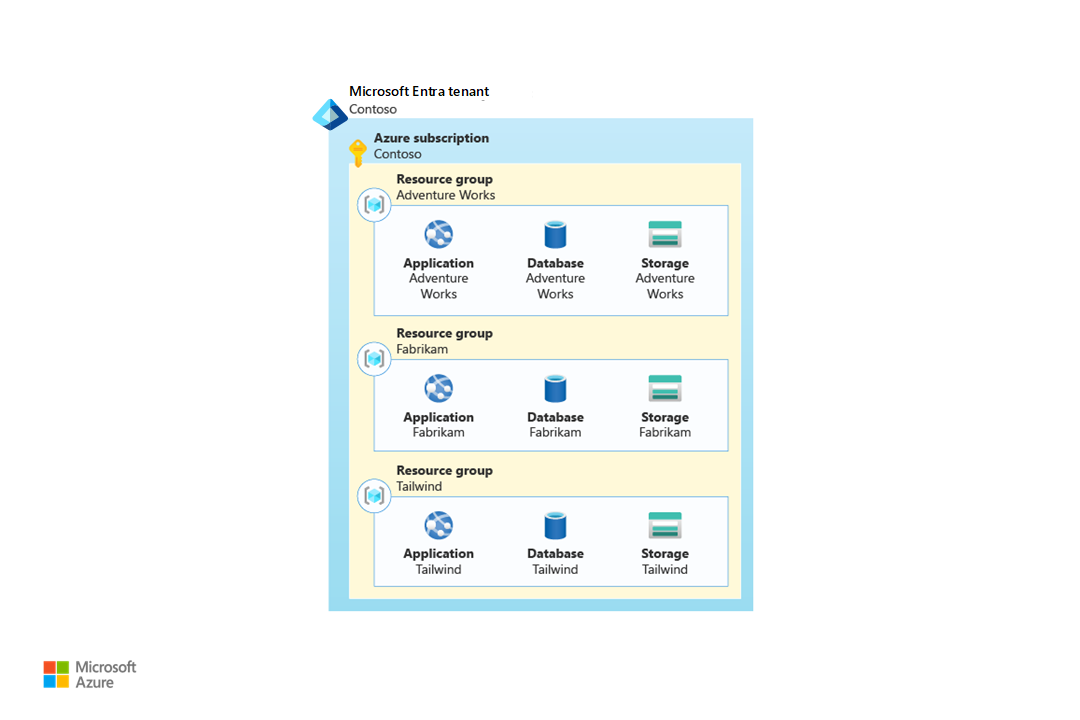 Microsoft Entra tenant
Contoso
Azure subscription
Contoso
Resource group
Adventure Works
Application
Adventure
Works
Database
Adventure
Works
Storage
Adventure
Works
Resource group
Fabrikam
Application
Fabrikam
Database
Fabrikam
Storage
Fabrikam
Resource group
Tailwind
Application
Tailwind
Database
Tailwind
Storage
Tailwind
Microsoft
Azure